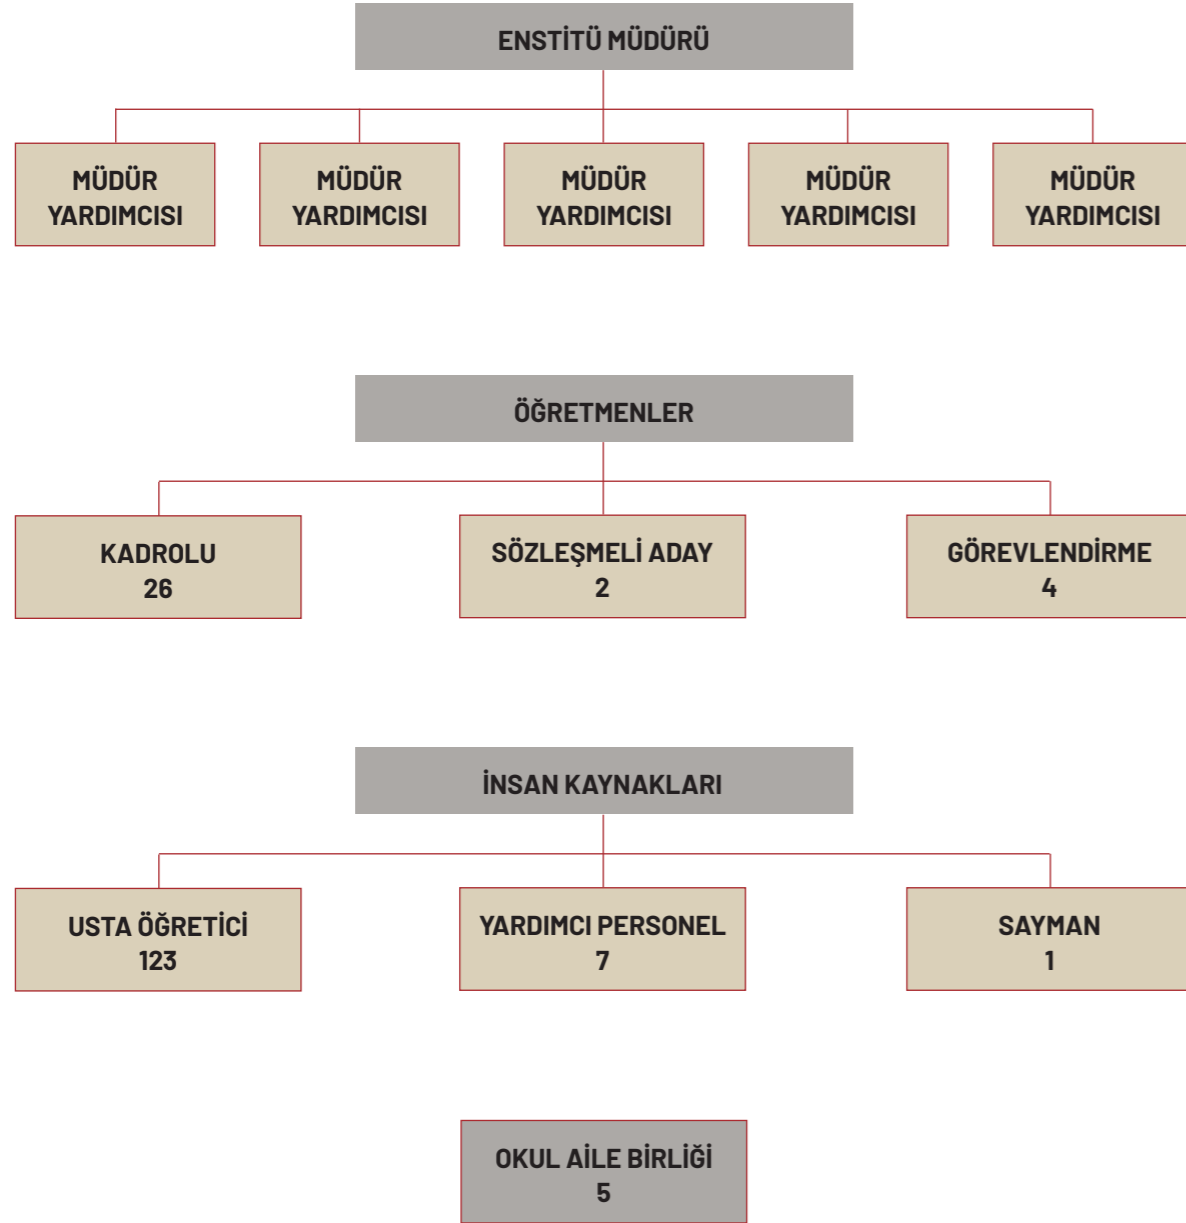 ENSTİTÜ MÜDÜRÜ
MÜDÜR
YARDIMCISI
MÜDÜR
YARDIMCISI
MÜDÜR
YARDIMCISI
MÜDÜR
YARDIMCISI
MÜDÜR
YARDIMCISI
ÖĞRETMENLER
KADROLU
26
SÖZLEŞMELİ ADAY
2
GÖREVLENDİRME
4
İNSAN KAYNAKLARI
USTA ÖĞRETİCİ
123
YARDIMCI PERSONEL
7
SAYMAN
1
OKUL AİLE BİRLİĞİ
5